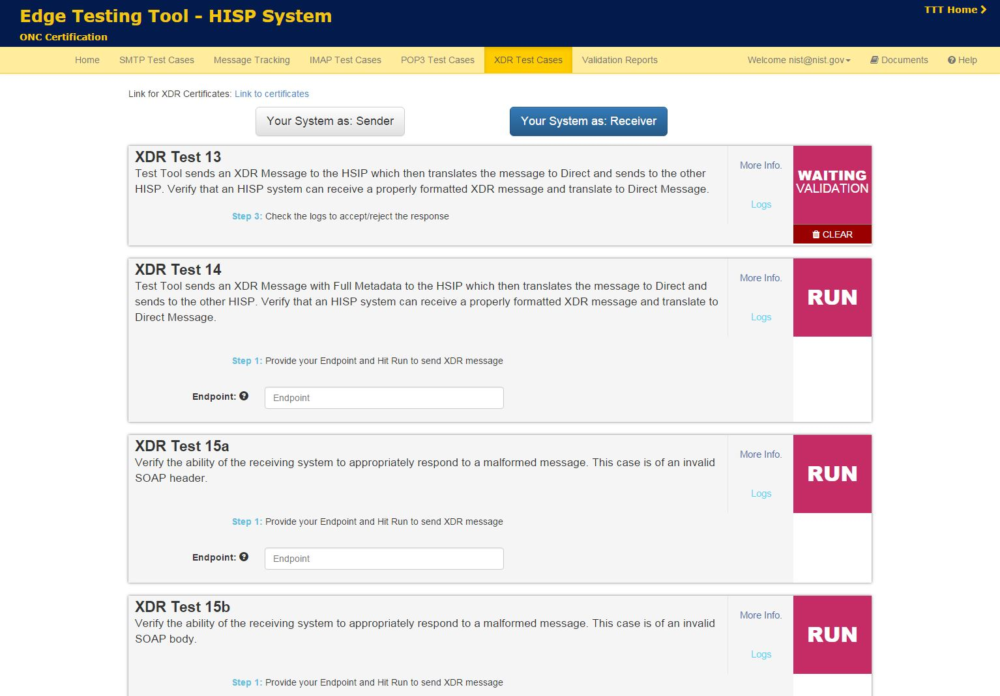 Edge Testing Tool - HISP System
TTT Home
ONC Certification
Home SMTP Test Cases Message Tracking IMAP Test Cases POP3 Test Cases XDR Test Cases Validation Reports Welcome nist@nist.gov Documents Help
Link for XDR Certificates: Link to certificates
Your System as: Sender Your System as: Receiver
XDR Test 13
Test Tool sends an XDR Message to the HSIP which then translates the message to Direct and sends to the other
HISP. Verify that an HISP system can receive a properly formatted XDR message and translate to Direct Message.
Step 3: Check the logs to accept/reject the response
More Info.
Logs
WAITING
VALIDATION
CLEAR
XDR Test 14
Test Tool sends an XDR Message with Full Metadata to the HSIP which then translates the message to Direct and
sends to the other HISP. Verify that an HISP system can receive a properly formatted XDR message and translate to
Direct Message.
Step 1: Provide your Endpoint and Hit Run to send XDR message
Endpoint: Endpoint
More Info.
Logs
RUN
XDR Test 15a
Verify the ability of the receiving system to appropriately respond to a malformed message. This case is of an invalid
SOAP header.
Step 1: Provide your Endpoint and Hit Run to send XDR message
Endpoint: Endpoint
More Info.
Logs
RUN
XDR Test 15b
Verify the ability of the receiving system to appropriately respond to a malformed message. This case is of an invalid
SOAP body.
Step 1: Provide your Endpoint and Hit Run to send XDR message
More Info.
Logs
RUN